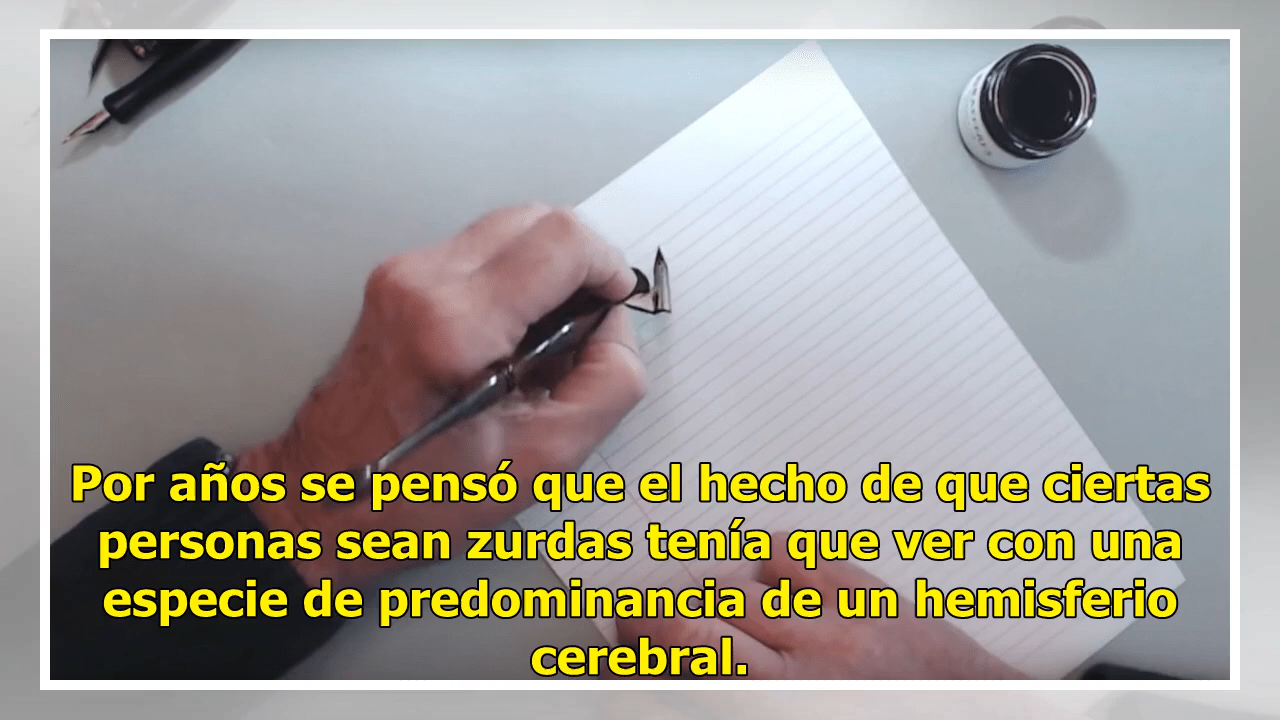 Por años se pensó que el hecho de que ciertas
personas sean zurdas tenía que ver con una
especie de predominancia de un hemisferio
cerebral.